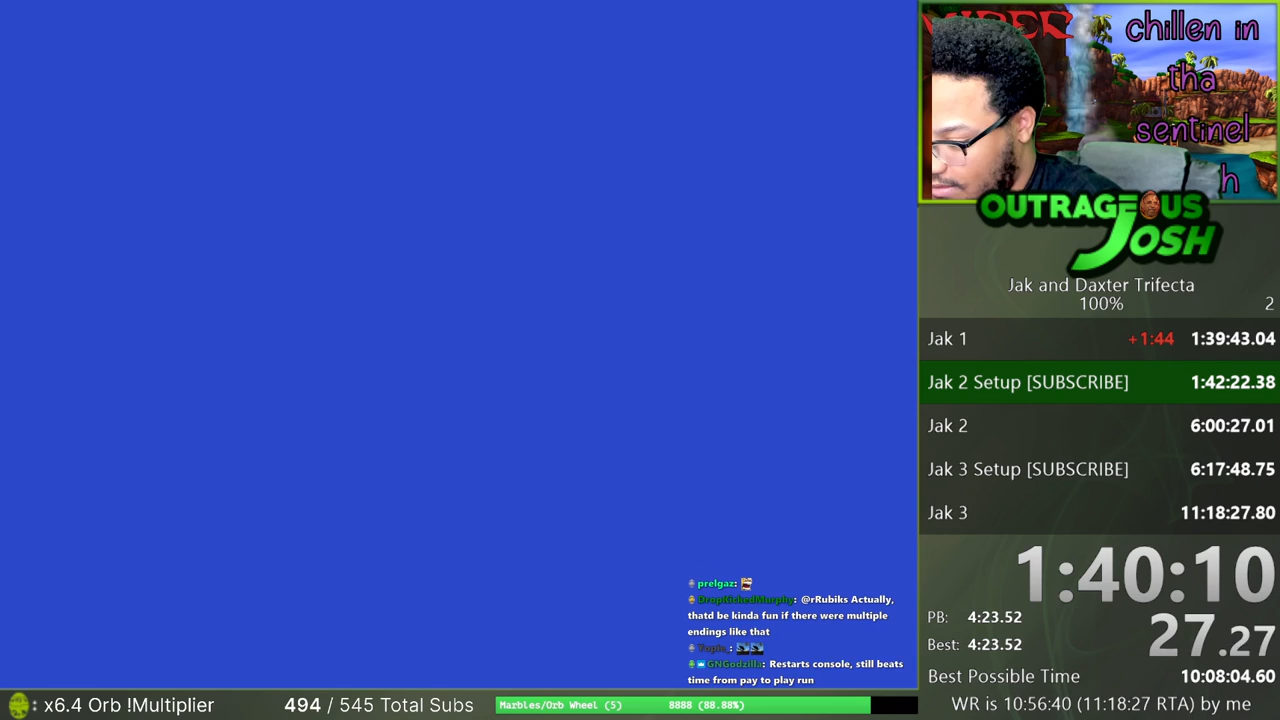 chillen in
tha
sentinel
h
OUTRAGEOUS
JOSH
Jak and Daxter Trifecta
100% 2
Jak 1 +1:44 1:39:43.04
Jak 2 Setup [SUBSCRIBE] 1:42:22.38
Jak 2 6:00:27.01
Jak 3 Setup [SUBSCRIBE] 6:17:48.75
Jak 3 11:18:27.80
1:40:10
PB: 4:23.52
27.27
Best: 4:23.52
Best Possible Time 10:08:04.60
WR is 10:56:40 (11:18:27 RTA) by me
prelgaz:
DropKickedMurphy: @rRubiks Actually,
thatd be kinda fun if there were multiple
endings like that
GNGodzilla: Restarts console, still beats
time from pay to play run
: x6.4 Orb !Multiplier 494 / 545 Total Subs Marbles/Orb Wheel (5) 8888 (88.88%)